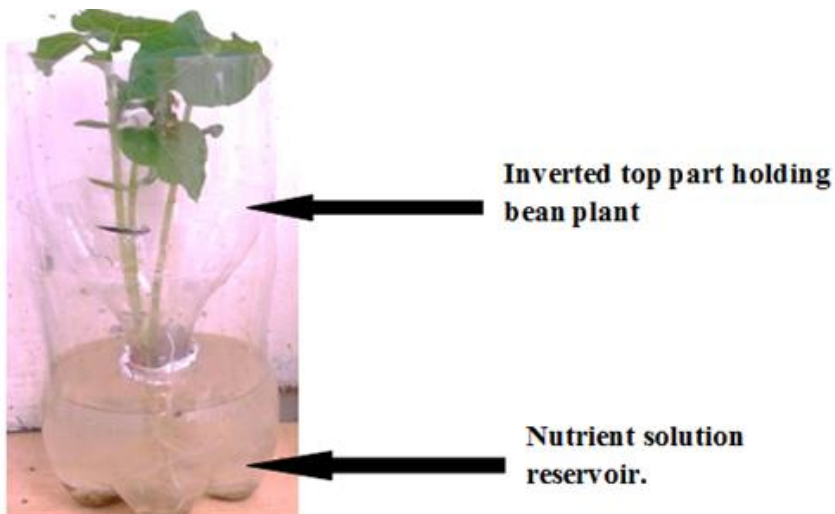 Inverted top part holding
bean plant
Nutrient solution
reservoir.